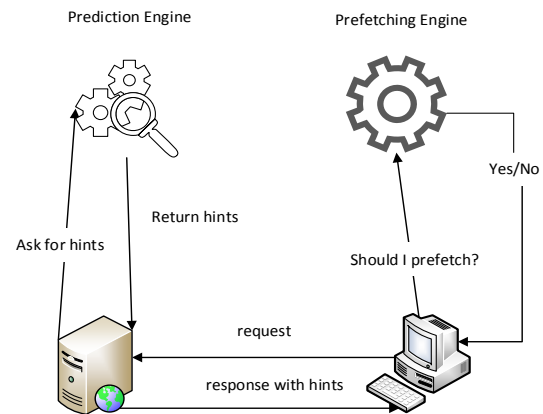 Prediction Engine
Prefetching Engine
Yes/No
Return hints
Ask for hints
Should I prefetch?
request
response with hints